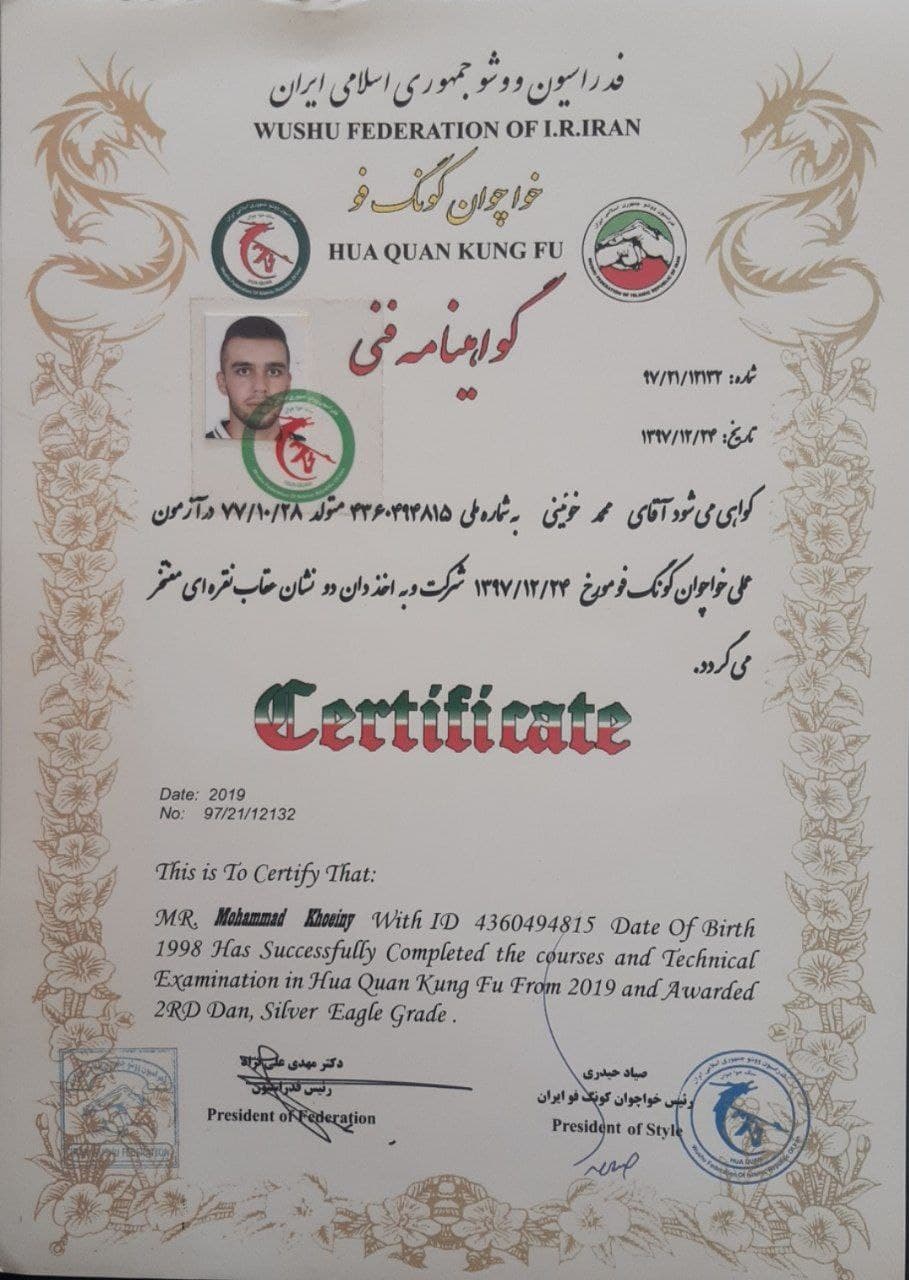 فدراسیون ووشو جمهوری اسلامی ایران
WUSHU FEDERATION OF I.R.IRAN
خواچوان کونگ فو
HUA QUAN KUNG FU
گواهینامه فنی
شماره: ۹۷/۲۱/۱۲۱۳۲
تاریخ: ۱۳۹۷/۱۲/۲۴
گواهی می شود آقای محمد خوئینی به شماره ملی ۴۳۶۰۴۹۴۸۱۵ متولد ۷۷/۱۰/۲۸ در آزمون
عملی خواچوان کونگ فو مورخ ۱۳۹۷/۱۲/۲۴ شرکت و به اخذ دان دو نشان عقاب نقره ای مفتخر
می گردد.
Certificate
Date: 2019
No: 97/21/12132
This is To Certify That:
MR, Mohammad Khoeiny With ID 4360494815 Date Of Birth
1998 Has Successfully Completed the courses and Technical
Examination in Hua Quan Kung Fu From 2019 and Awarded
2RD Dan, Silver Eagle Grade .
دکتر مهدی علی نژاد
رئیس فدراسیون
President of Federation
صیاد حیدری
رئیس خواچوان کونگ فو ایران
President of Style
HUA QUAN